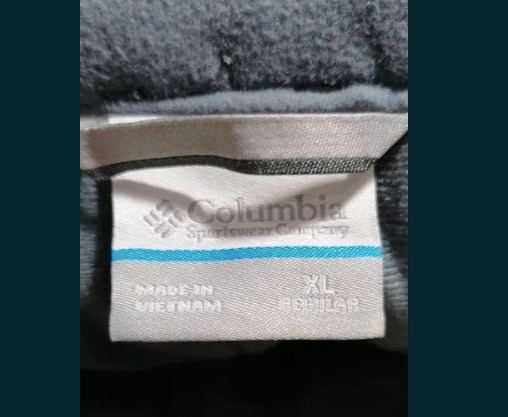 Columbia
Sportswear Company
MADE IN
VIETNAM
XL
REGULAR